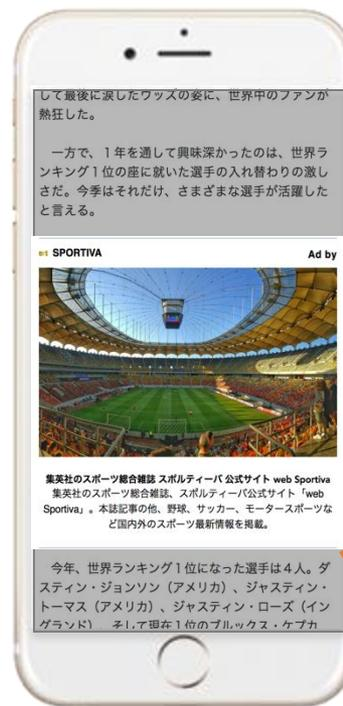 して最後に涙したウッズの姿に、世界中のファンが
熱狂した。
一方で、1年を通して興味深かったのは、世界ラ
ンキング1位の座に就いた選手の入れ替わりの激し
さだ。今季はそれだけ、さまざまな選手が活躍した
と言える。
SPORTIVA
Ad by
集英社のスポーツ総合雑誌 スポルティーバ 公式サイト web Sportiva
集英社のスポーツ総合雑誌、スポルティーバ公式サイト「web
Sportiva」。本誌記事の他、野球、サッカー、モータースポーツな
ど国内外のスポーツ最新情報を掲載。
今年、世界ランキング1位になった選手は4人。ダ
スティン・ジョンソン（アメリカ）、ジャスティン・
トーマス（アメリカ）、ジャスティン・ローズ（イン
グランド）、そして現在1位のブルックス・ケプカ